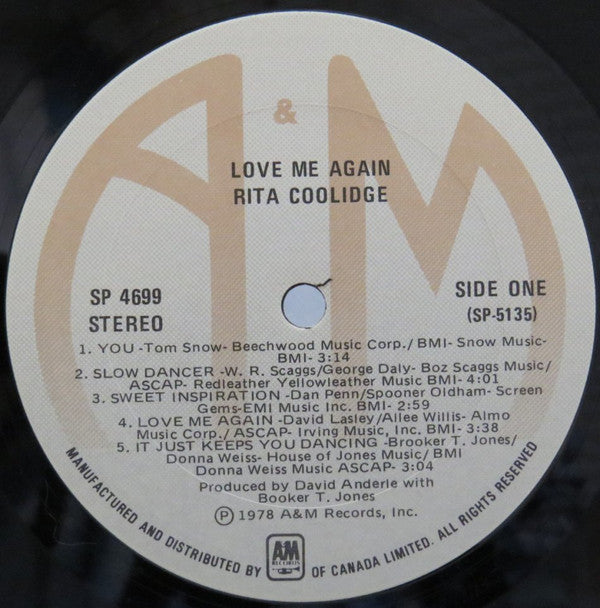 A&M
LOVE ME AGAIN
RITA COOLIDGE
SP 4699
STEREO
SIDE ONE
(SP-5135)
1. YOU -Tom Snow- Beechwood Music Corp./ BMI- Snow Music-
BMI- 3:14
2. SLOW DANCER -W. R. Scaggs/George Daly- Boz Scaggs Music/
ASCAP- Redleather Yellowleather Music BMI- 4:01
3. SWEET INSPIRATION -Dan Penn/Spooner Oldham- Screen
Gems-EMI Music Inc. BMI- 2:59
4. LOVE ME AGAIN -David Lasley/Allee Willis- Almo
Music Corp./ ASCAP- Irving Music, Inc. BMI- 3:38
5. IT JUST KEEPS YOU DANCING -Brooker T. Jones/
Donna Weiss- House of Jones Music/ BMI
Donna Weiss Music ASCAP- 3:04
Produced by David Anderle with
Booker T. Jones
Ⓟ 1978 A&M Records, Inc.
MANUFACTURED AND DISTRIBUTED BY A&M RECORDS OF CANADA LIMITED. ALL RIGHTS RESERVED